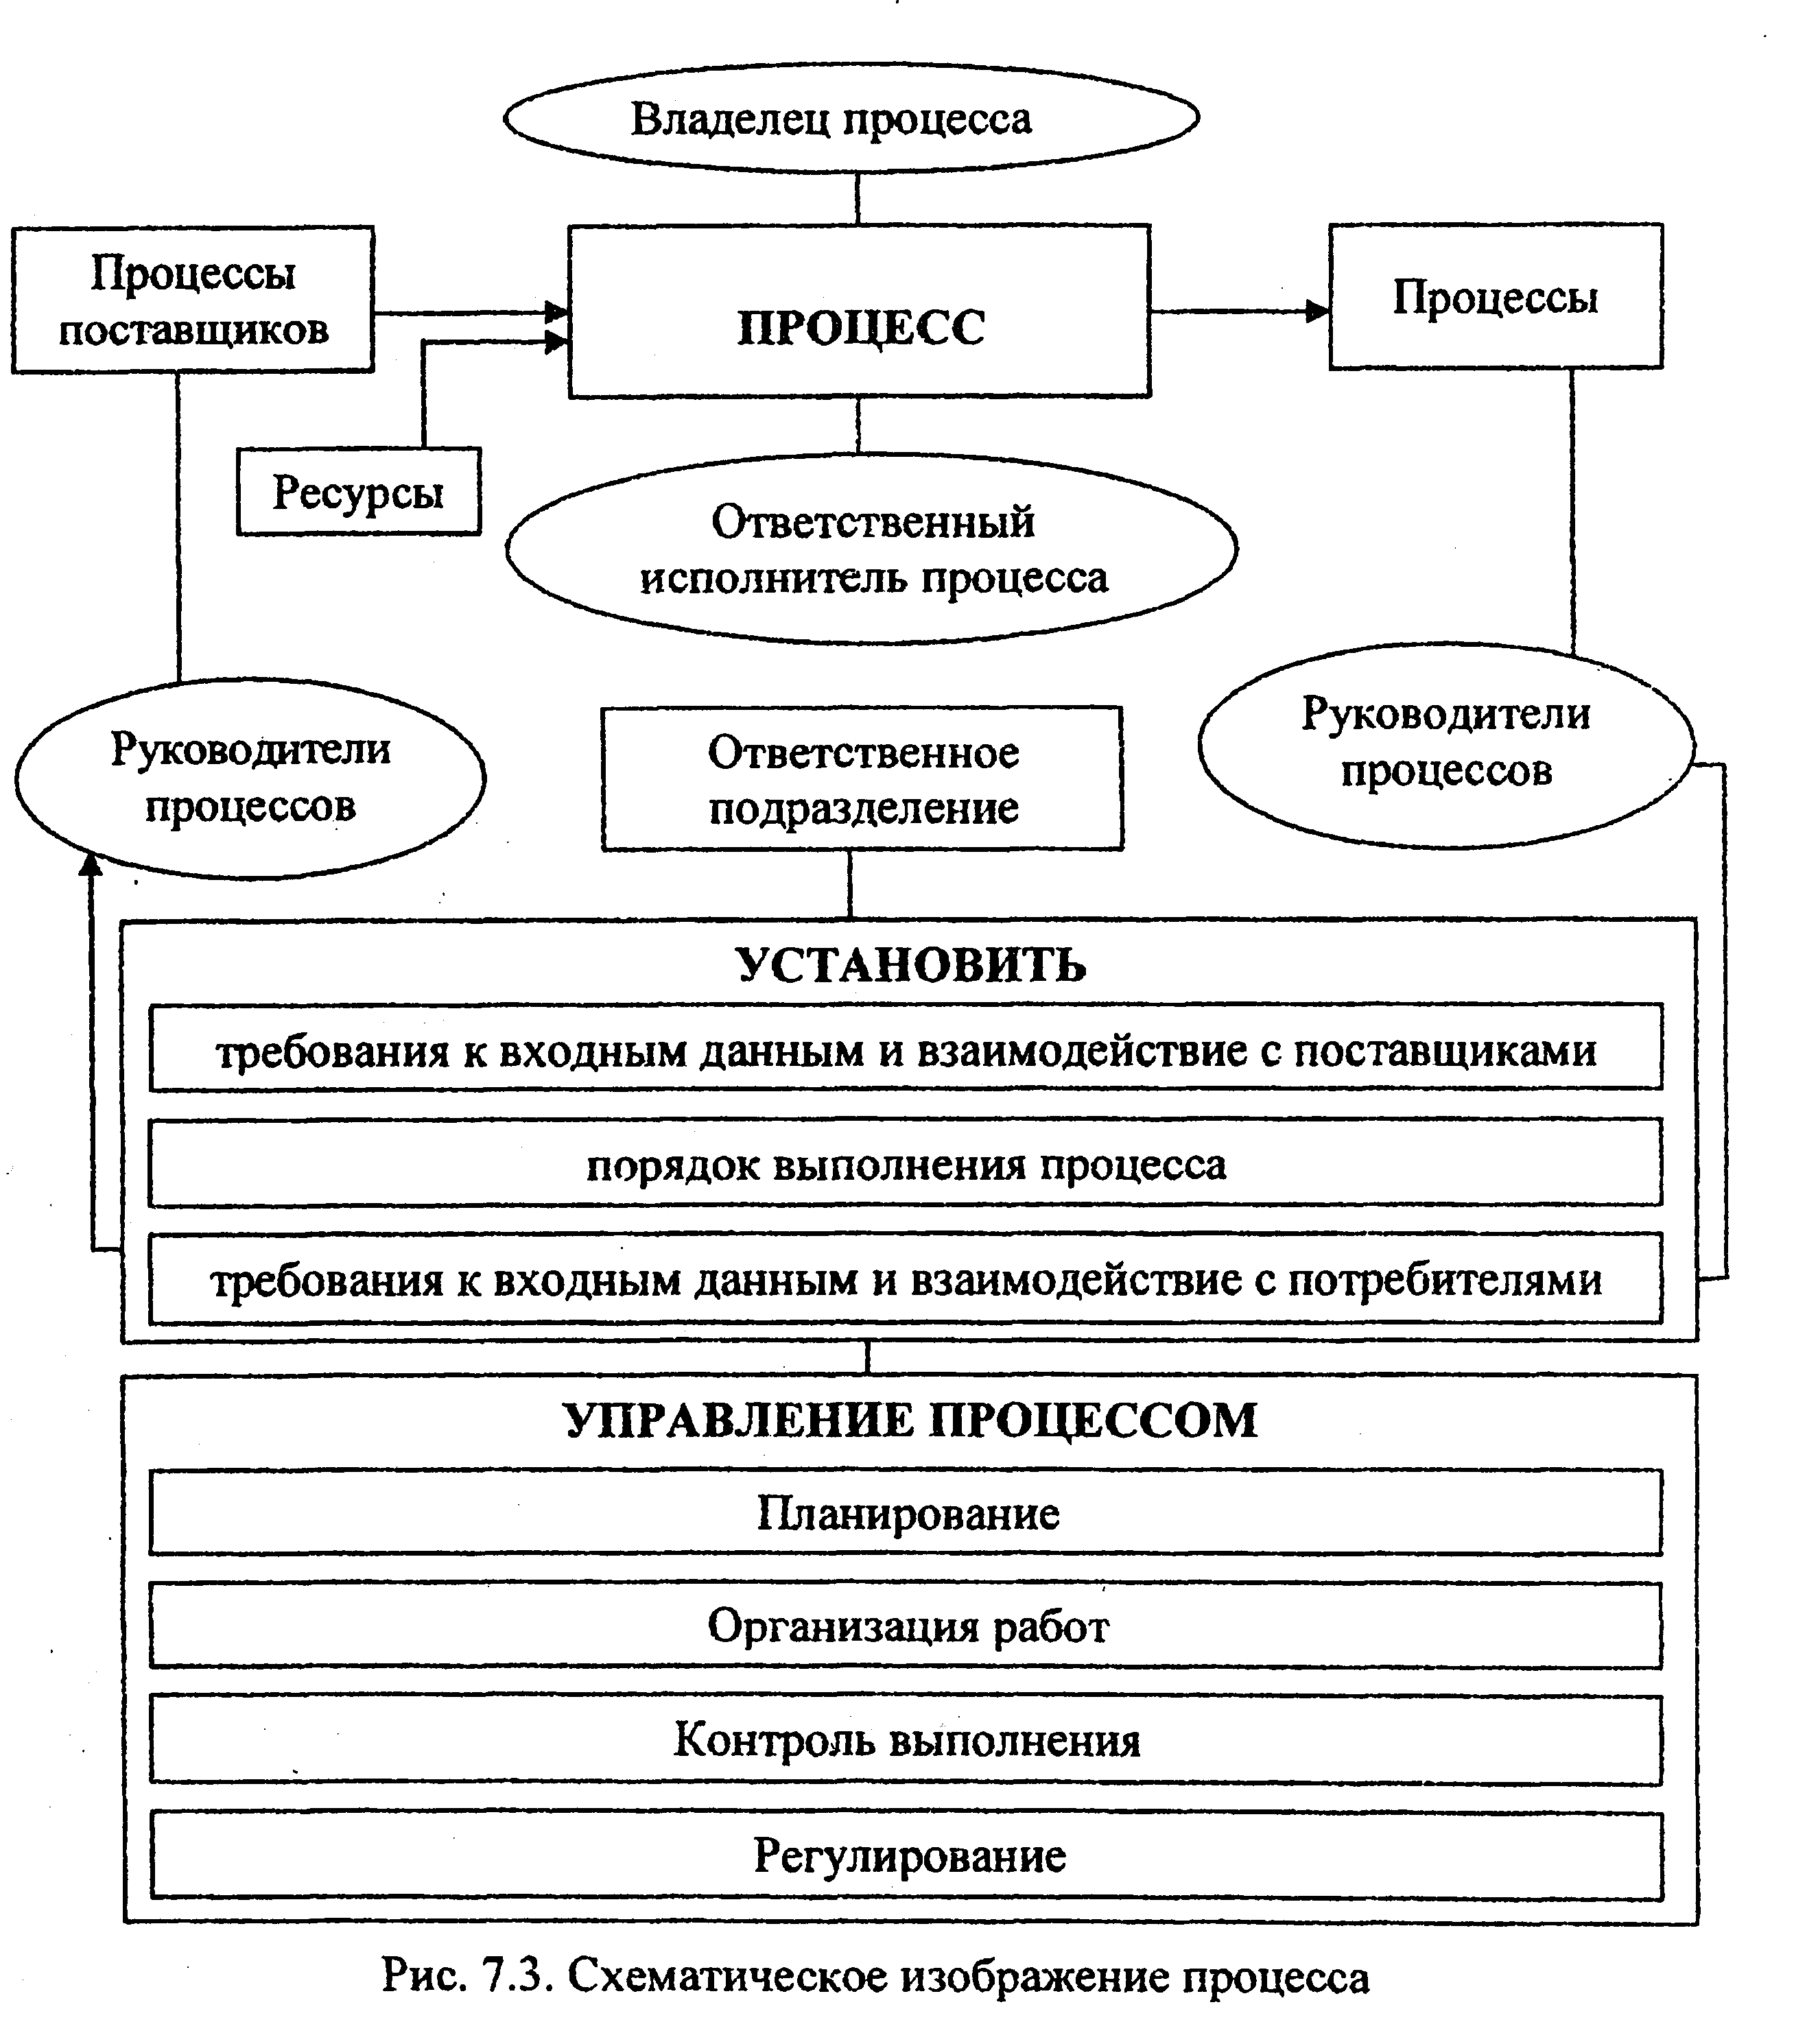 Владелец процесса
Процессы
поставщиков
ПРОЦЕСС
Процессы
Ресурсы
Ответственный
исполнитель процесса
Руководители
процессов
Ответственное
подразделение
Руководители
процессов
УСТАНОВИТЬ
требования к входным данным и взаимодействие с поставщиками
порядок выполнения процесса
требования к входным данным и взаимодействие с потребителями
УПРАВЛЕНИЕ ПРОЦЕССОМ
Планирование
Организация работ
Контроль выполнения
Регулирование
Рис. 7.3. Схематическое изображение процесса